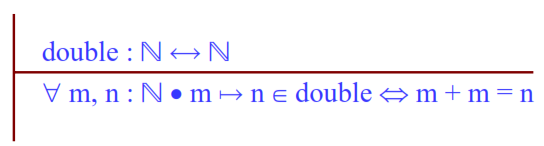 double : ℕ ↔ ℕ
∀ m, n : ℕ • m ↦ n ∈ double ⇔ m + m = n